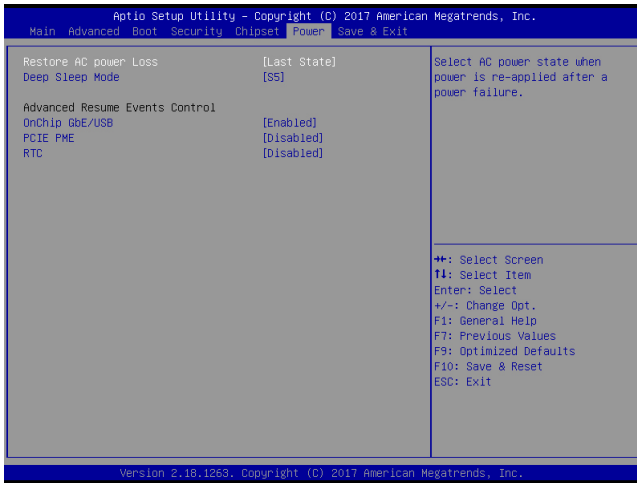 Aptio Setup Utility – Copyright (C) 2017 American Megatrends, Inc.
Main Advanced Boot Security Chipset Power Save & Exit
Restore AC power Loss [Last State]
Deep Sleep Mode [S5]
Advanced Resume Events Control
OnChip GbE/USB [Enabled]
PCIE PME [Disabled]
RTC [Disabled]
Select AC power state when
power is re-applied after a
power failure.
→←: Select Screen
↑↓: Select Item
Enter: Select
+/-: Change Opt.
F1: General Help
F7: Previous Values
F9: Optimized Defaults
F10: Save & Reset
ESC: Exit
Version 2.18.1263. Copyright (C) 2017 American Megatrends, Inc.